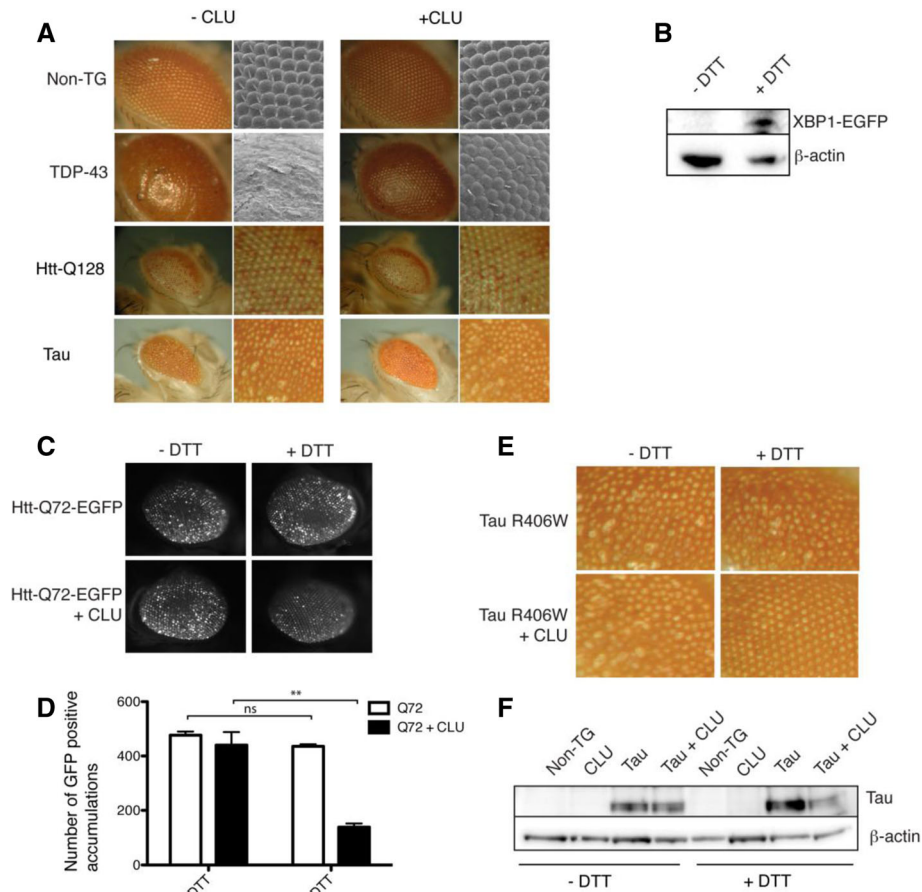 - CLU
+CLU
A
Non-TG
TDP-43
Htt-Q128
Tau
B
- DTT
+ DTT
XBP1-EGFP
β-actin
C
- DTT
+ DTT
Htt-Q72-EGFP
Htt-Q72-EGFP
+ CLU
E
- DTT
+ DTT
Tau R406W
Tau R406W
+ CLU
D
Number of GFP positive
accumulations
600
400
200
0
**
ns
Q72
Q72 + CLU
F
Non-TG
CLU
Tau
Tau + CLU
Non-TG
CLU
Tau
Tau + CLU
Tau
β-actin
- DTT
+ DTT